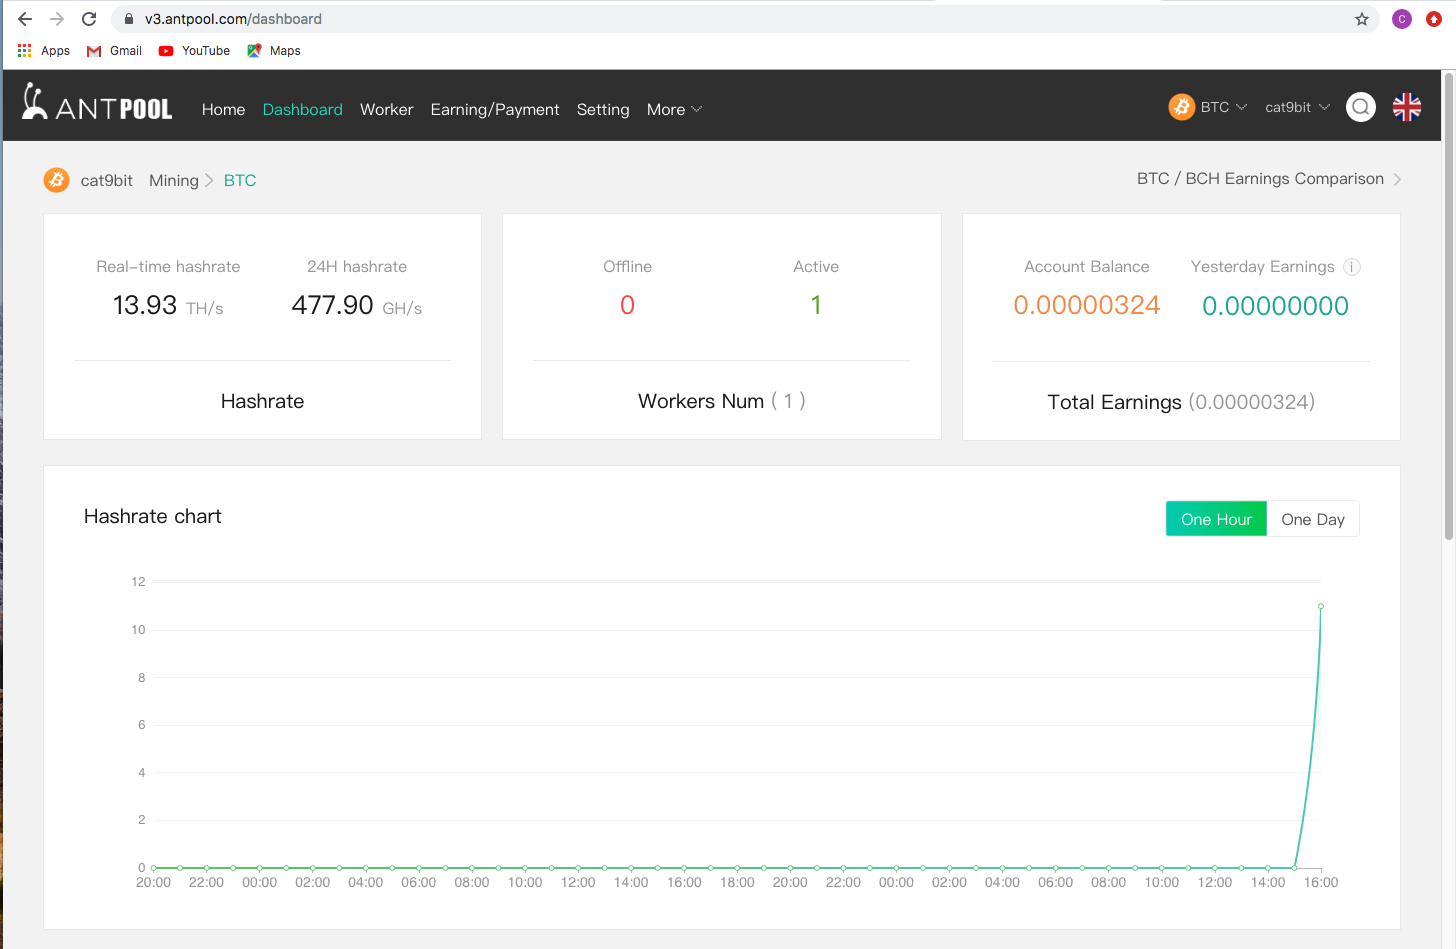 v3.antpool.com/dashboard
C
Apps Gmail YouTube Maps
ANTPOOL Home Dashboard Worker Earning/Payment Setting More BTC cat9bit
cat9bit Mining > BTC BTC / BCH Earnings Comparison >
Real-time hashrate 24H hashrate Offline Active Account Balance Yesterday Earnings i
13.93 TH/s 477.90 GH/s 0 1 0.00000324 0.00000000
Hashrate Workers Num ( 1 ) Total Earnings (0.00000324)
Hashrate chart One Hour One Day
12
10
8
6
4
2
0
20:00 22:00 00:00 02:00 04:00 06:00 08:00 10:00 12:00 14:00 16:00 18:00 20:00 22:00 00:00 02:00 04:00 06:00 08:00 10:00 12:00 14:00 16:00